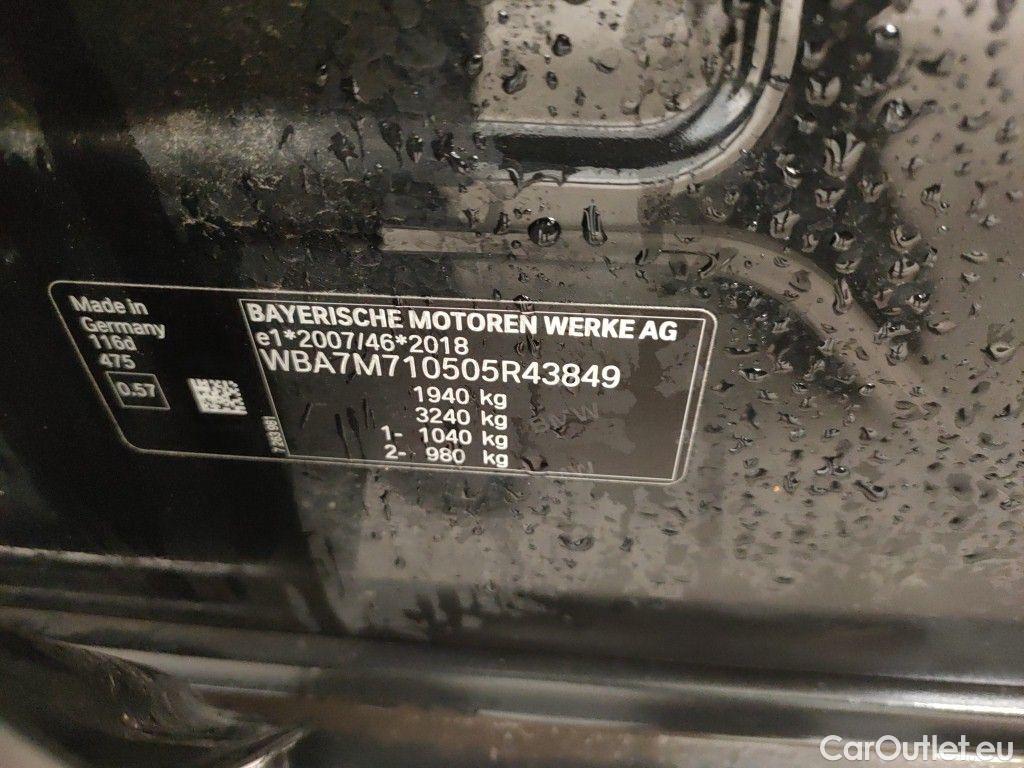 Made in
Germany
116d
475
0.57
BAYERISCHE MOTOREN WERKE AG
e1*2007/46*2018
WBA7M710505R43849
1940 kg
3240 kg
1- 1040 kg
2- 980 kg
BMW
CarOutlet.eu